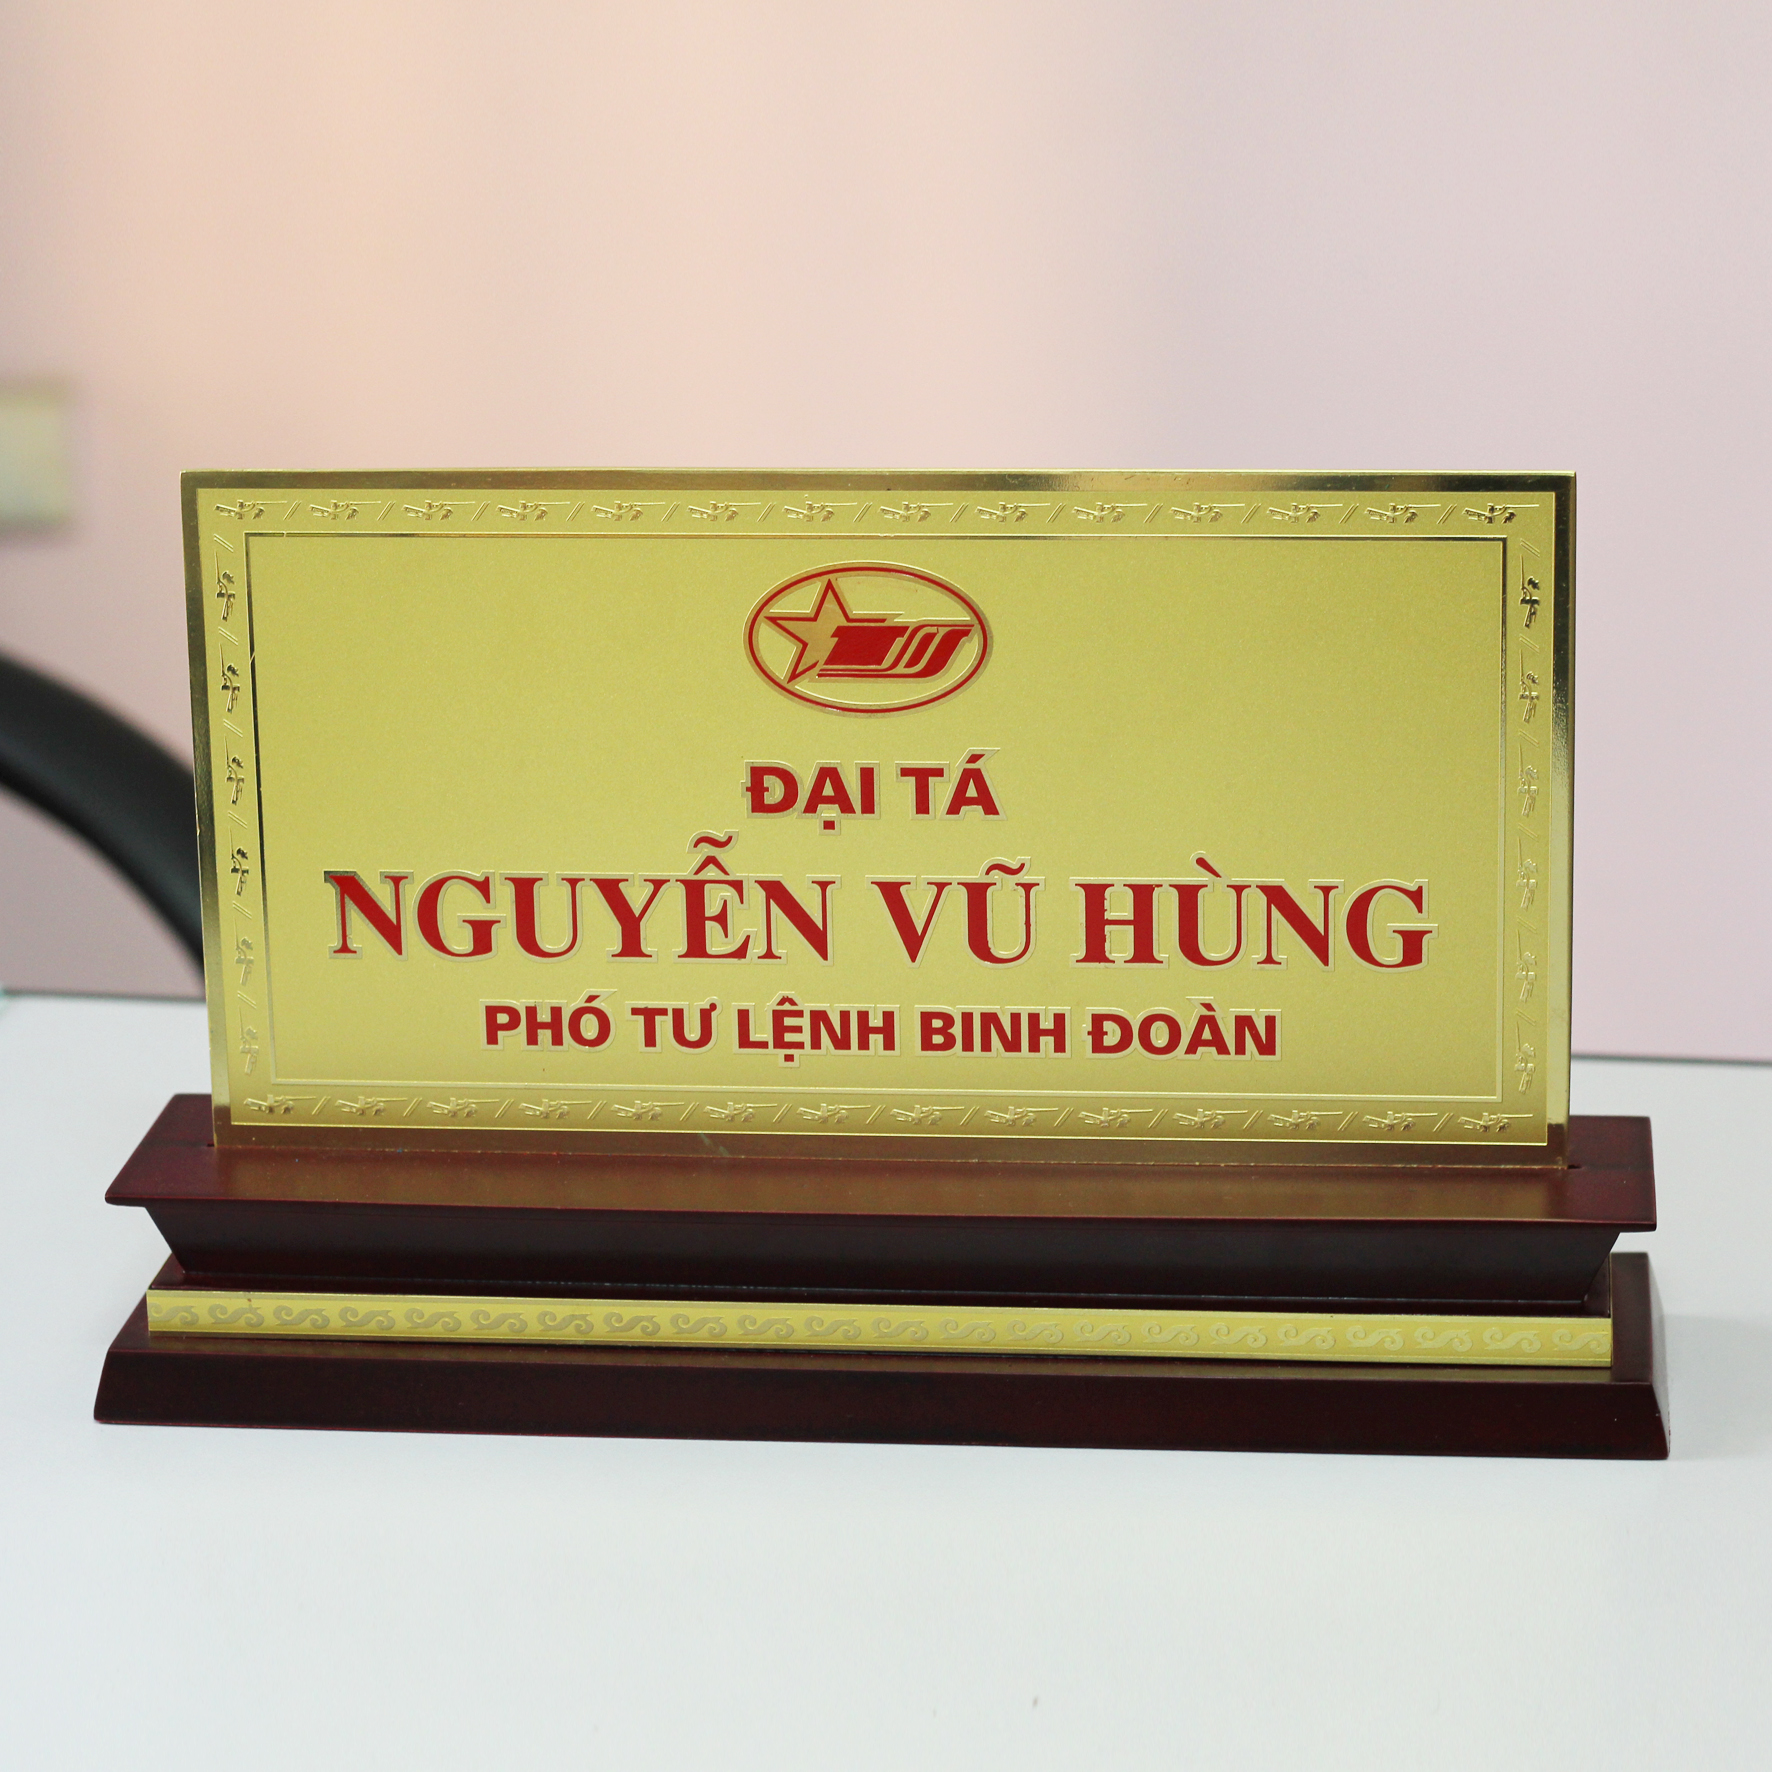 ĐẠI TÁ
NGUYỄN VŨ HÙNG
PHÓ TƯ LỆNH BINH ĐOÀN